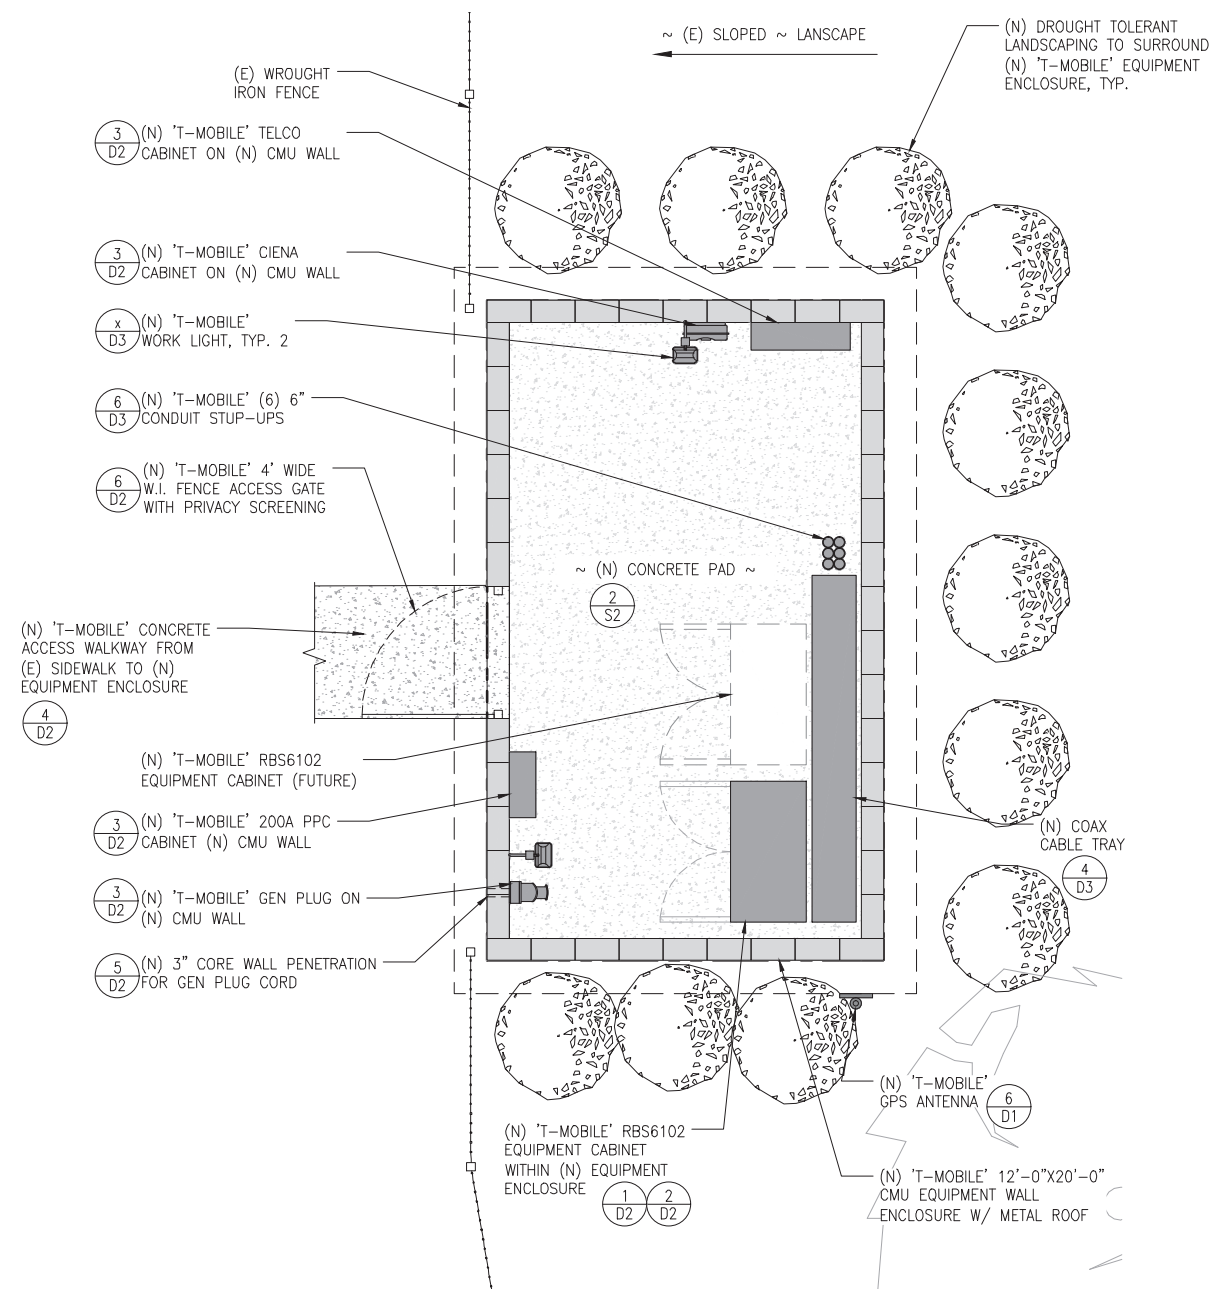 ~ (E) SLOPED ~ LANSCAPE
(N) DROUGHT TOLERANT
LANDSCAPING TO SURROUND
(N) 'T-MOBILE' EQUIPMENT
ENCLOSURE, TYP.
(E) WROUGHT
IRON FENCE
3
D2
(N) 'T-MOBILE' TELCO
CABINET ON (N) CMU WALL
3
D2
(N) 'T-MOBILE' CIENA
CABINET ON (N) CMU WALL
x
D3
(N) 'T-MOBILE'
WORK LIGHT, TYP. 2
6
D3
(N) 'T-MOBILE' (6) 6"
CONDUIT STUP-UPS
6
D2
(N) 'T-MOBILE' 4' WIDE
W.I. FENCE ACCESS GATE
WITH PRIVACY SCREENING
~ (N) CONCRETE PAD ~
2
S2
(N) 'T-MOBILE' CONCRETE
ACCESS WALKWAY FROM
(E) SIDEWALK TO (N)
EQUIPMENT ENCLOSURE
4
D2
(N) 'T-MOBILE' RBS6102
EQUIPMENT CABINET (FUTURE)
3
D2
(N) 'T-MOBILE' 200A PPC
CABINET (N) CMU WALL
(N) COAX
CABLE TRAY
4
D3
3
D2
(N) 'T-MOBILE' GEN PLUG ON
(N) CMU WALL
5
D2
(N) 3" CORE WALL PENETRATION
FOR GEN PLUG CORD
(N) 'T-MOBILE'
GPS ANTENNA
6
D1
(N) 'T-MOBILE' RBS6102
EQUIPMENT CABINET
WITHIN (N) EQUIPMENT
ENCLOSURE
1
D2
2
D2
(N) 'T-MOBILE' 12'-0"X20'-0"
CMU EQUIPMENT WALL
ENCLOSURE W/ METAL ROOF